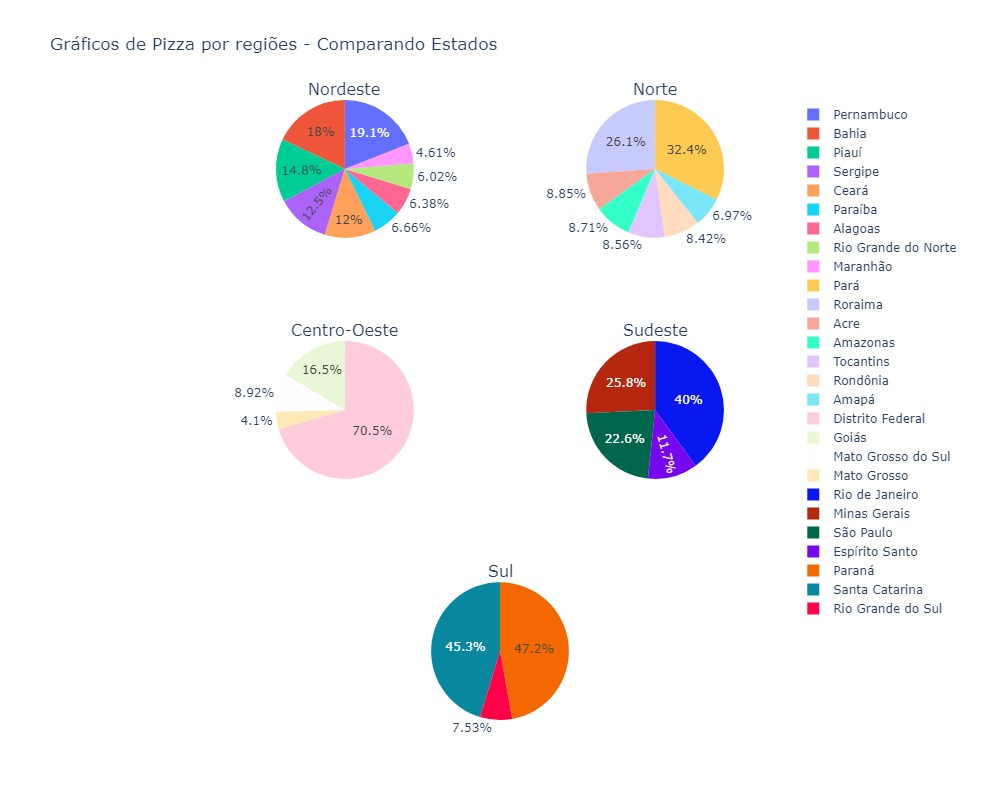 Gráficos de Pizza por regiões - Comparando Estados
Nordeste
19.1%
18%
14.8%
12.5%
12%
6.66%
6.38%
6.02%
4.61%
Norte
32.4%
26.1%
8.85%
8.71%
8.56%
8.42%
6.97%
Centro-Oeste
70.5%
16.5%
8.92%
4.1%
Sudeste
40%
25.8%
22.6%
11.7%
Sul
47.2%
45.3%
7.53%
Pernambuco
Bahia
Piauí
Sergipe
Ceará
Paraíba
Alagoas
Rio Grande do Norte
Maranhão
Pará
Roraima
Acre
Amazonas
Tocantins
Rondônia
Amapá
Distrito Federal
Goiás
Mato Grosso do Sul
Mato Grosso
Rio de Janeiro
Minas Gerais
São Paulo
Espírito Santo
Paraná
Santa Catarina
Rio Grande do Sul